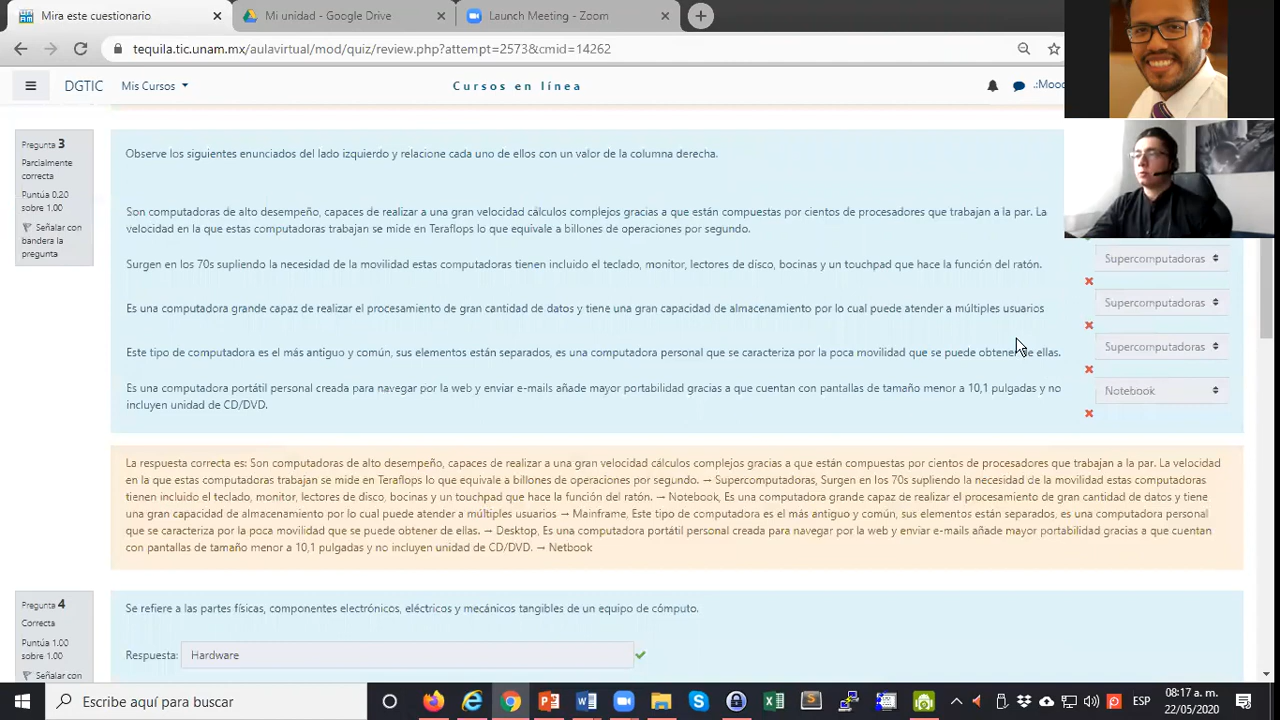 Mira este cuestionario
Mi unidad - Google Drive
Launch Meeting - Zoom
tequila.tic.unam.mx/aulavirtual/mod/quiz/review.php?attempt=2573&cmid=14262
DGTIC
Mis Cursos
Cursos en línea
.:Mooc
Pregunta 3
Parcialmente
correcta
Puntúa 0.20
sobre 1.00
Señalar con
bandera la
pregunta
Observe los siguientes enunciados del lado izquierdo y relacione cada uno de ellos con un valor de la columna derecha.
Son computadoras de alto desempeño, capaces de realizar a una gran velocidad cálculos complejos gracias a que están compuestas por cientos de procesadores que trabajan a la par. La
velocidad en la que estas computadoras trabajan se mide en Teraflops lo que equivale a billones de operaciones por segundo.
Surgen en los 70s supliendo la necesidad de la movilidad estas computadoras tienen incluido el teclado, monitor, lectores de disco, bocinas y un touchpad que hace la función del ratón.
Supercomputadoras
Es una computadora grande capaz de realizar el procesamiento de gran cantidad de datos y tiene una gran capacidad de almacenamiento por lo cual puede atender a múltiples usuarios
Supercomputadoras
Este tipo de computadora es el más antiguo y común, sus elementos están separados, es una computadora personal que se caracteriza por la poca movilidad que se puede obtener de ellas.
Supercomputadoras
Es una computadora portátil personal creada para navegar por la web y enviar e-mails añade mayor portabilidad gracias a que cuentan con pantallas de tamaño menor a 10,1 pulgadas y no
incluyen unidad de CD/DVD.
Notebook
La respuesta correcta es: Son computadoras de alto desempeño, capaces de realizar a una gran velocidad cálculos complejos gracias a que están compuestas por cientos de procesadores que trabajan a la par. La velocidad
en la que estas computadoras trabajan se mide en Teraflops lo que equivale a billones de operaciones por segundo. → Supercomputadoras, Surgen en los 70s supliendo la necesidad de la movilidad estas computadoras
tienen incluido el teclado, monitor, lectores de disco, bocinas y un touchpad que hace la función del ratón. → Notebook, Es una computadora grande capaz de realizar el procesamiento de gran cantidad de datos y tiene
una gran capacidad de almacenamiento por lo cual puede atender a múltiples usuarios → Mainframe, Este tipo de computadora es el más antiguo y común, sus elementos están separados, es una computadora personal
que se caracteriza por la poca movilidad que se puede obtener de ellas. → Desktop, Es una computadora portátil personal creada para navegar por la web y enviar e-mails añade mayor portabilidad gracias a que cuentan
con pantallas de tamaño menor a 10,1 pulgadas y no incluyen unidad de CD/DVD. → Netbook
Pregunta 4
Correcta
Puntúa 1.00
sobre 1.00
Señalar con
Se refiere a las partes físicas, componentes electrónicos, eléctricos y mecánicos tangibles de un equipo de cómputo.
Respuesta: Hardware
Escribe aquí para buscar
ESP
08:17 a. m.
22/05/2020